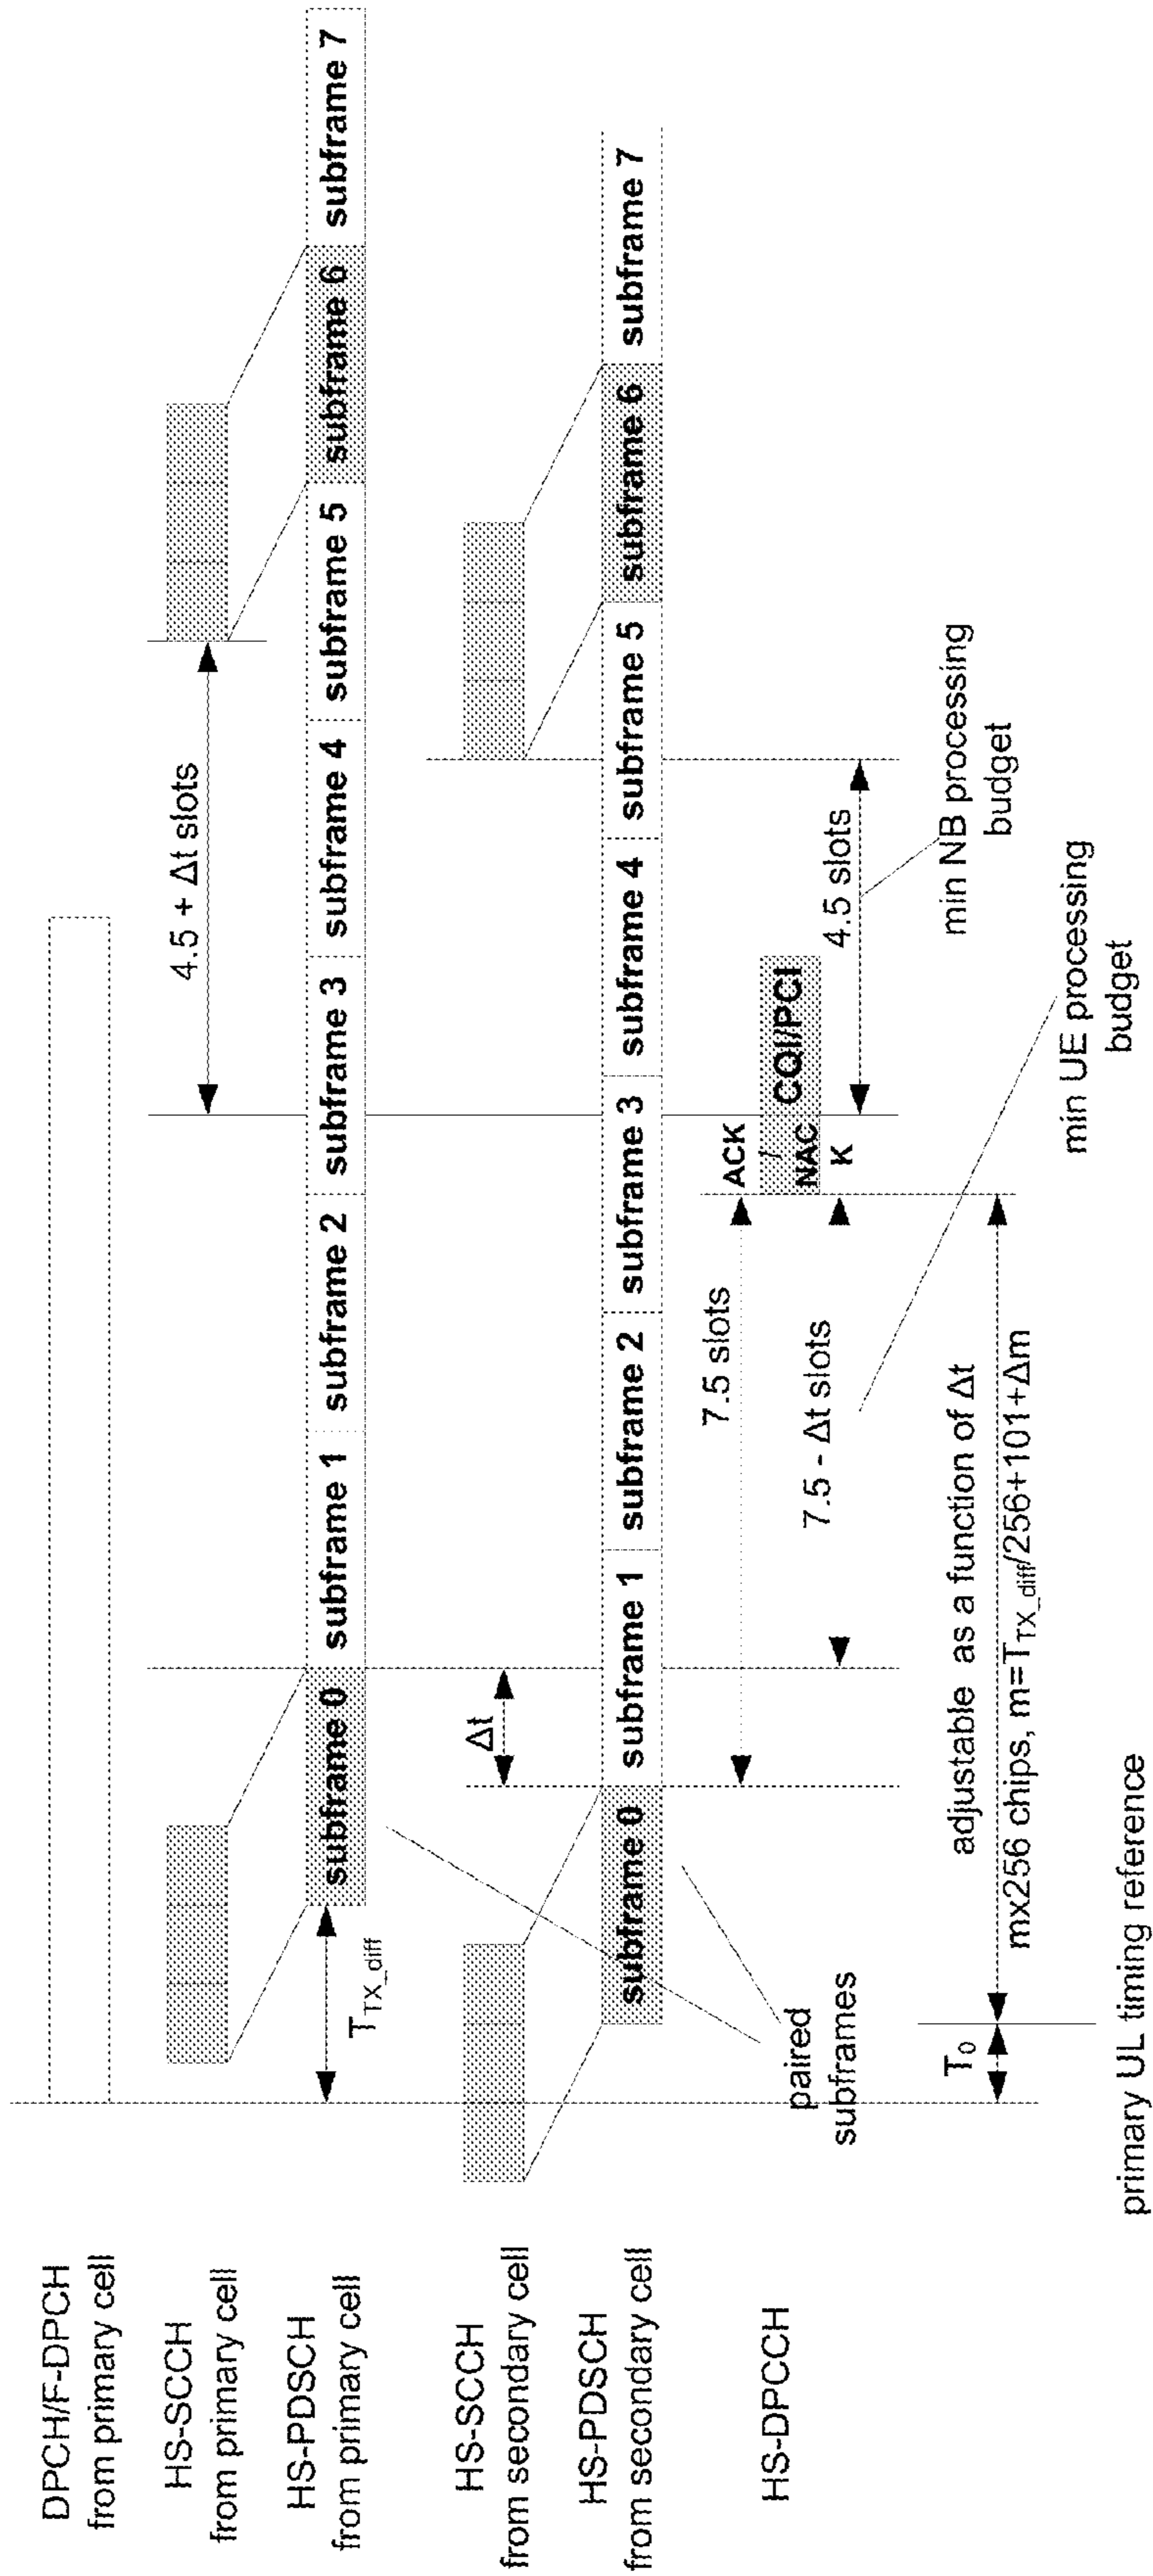 DPCH/F-DPCH
from primary cell
HS-SCCH
from primary cell
4.5 + Δt slots
HS-PDSCH
from primary cell
subframe 0
subframe 1
subframe 2
subframe 3
subframe 4
subframe 5
subframe 6
subframe 7
TTX_diff
HS-SCCH
from secondary cell
Δt
HS-PDSCH
from secondary cell
subframe 0
subframe 1
subframe 2
subframe 3
subframe 4
subframe 5
subframe 6
subframe 7
HS-DPCCH
paired
subframes
7.5 slots
7.5 - Δt slots
ACK
/
NAC
K
CQI/PCI
4.5 slots
min NB processing
budget
min UE processing
budget
T0
adjustable as a function of Δt
mx256 chips, m=TTX_diff/256+101+Δm
primary UL timing reference